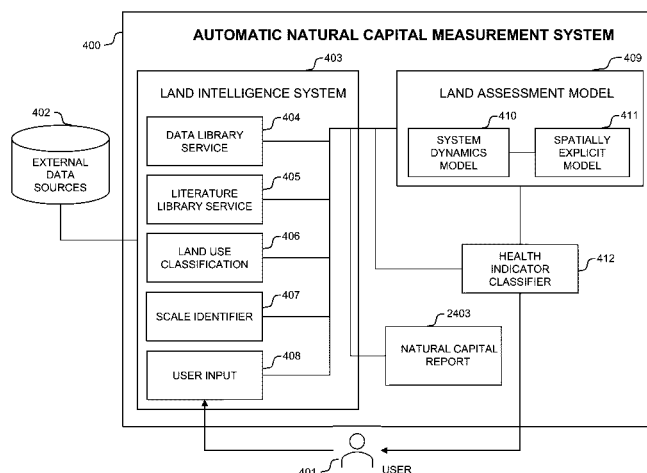 400
AUTOMATIC NATURAL CAPITAL MEASUREMENT SYSTEM
403
LAND INTELLIGENCE SYSTEM
402
EXTERNAL
DATA
SOURCES
404
DATA LIBRARY
SERVICE
405
LITERATURE
LIBRARY SERVICE
406
LAND USE
CLASSIFICATION
407
SCALE IDENTIFIER
408
USER INPUT
409
LAND ASSESSMENT MODEL
410
SYSTEM
DYNAMICS
MODEL
411
SPATIALLY
EXPLICIT
MODEL
412
HEALTH
INDICATOR
CLASSIFIER
2403
NATURAL CAPITAL
REPORT
401
USER